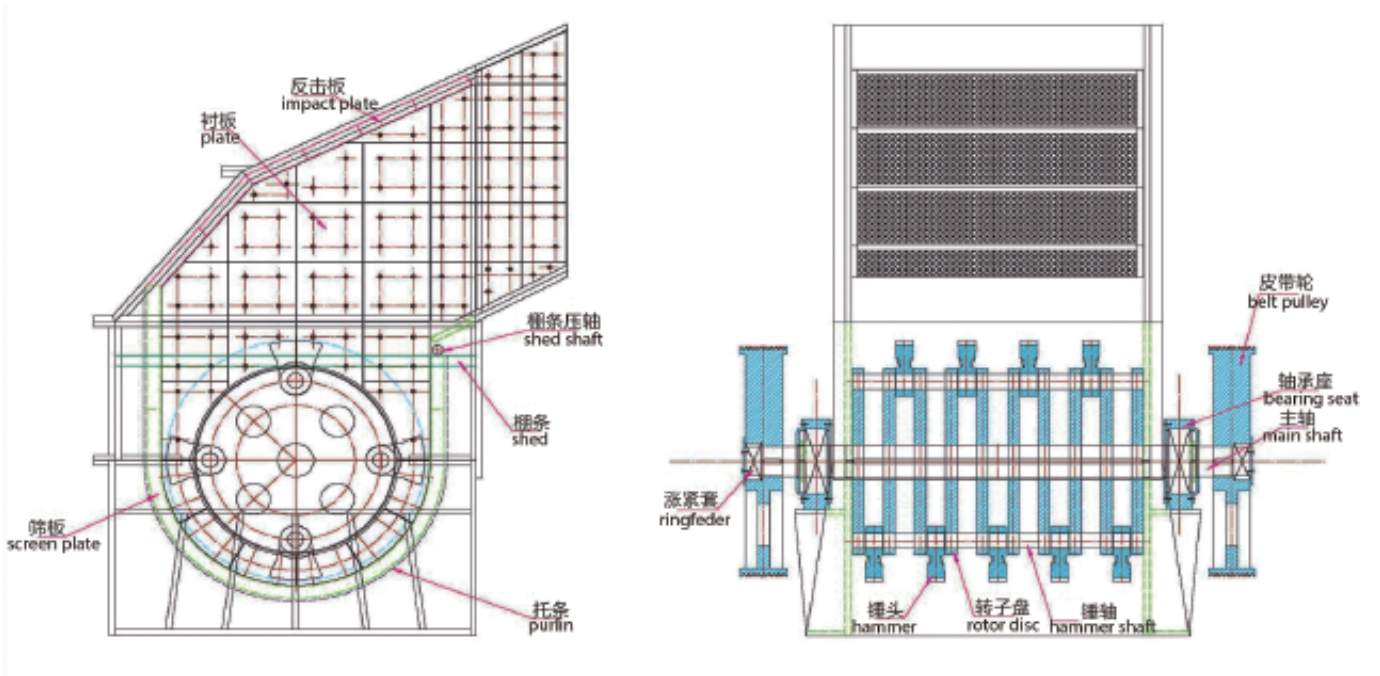 反击板
impact plate
衬板
plate
棚条压轴
shed shaft
棚条
shed
筛板
screen plate
托条
purlin
皮带轮
belt pulley
轴承座
bearing seat
主轴
main shaft
涨紧套
ringfeder
锤头
hammer
转子盘
rotor disc
锤轴
hammer shaft